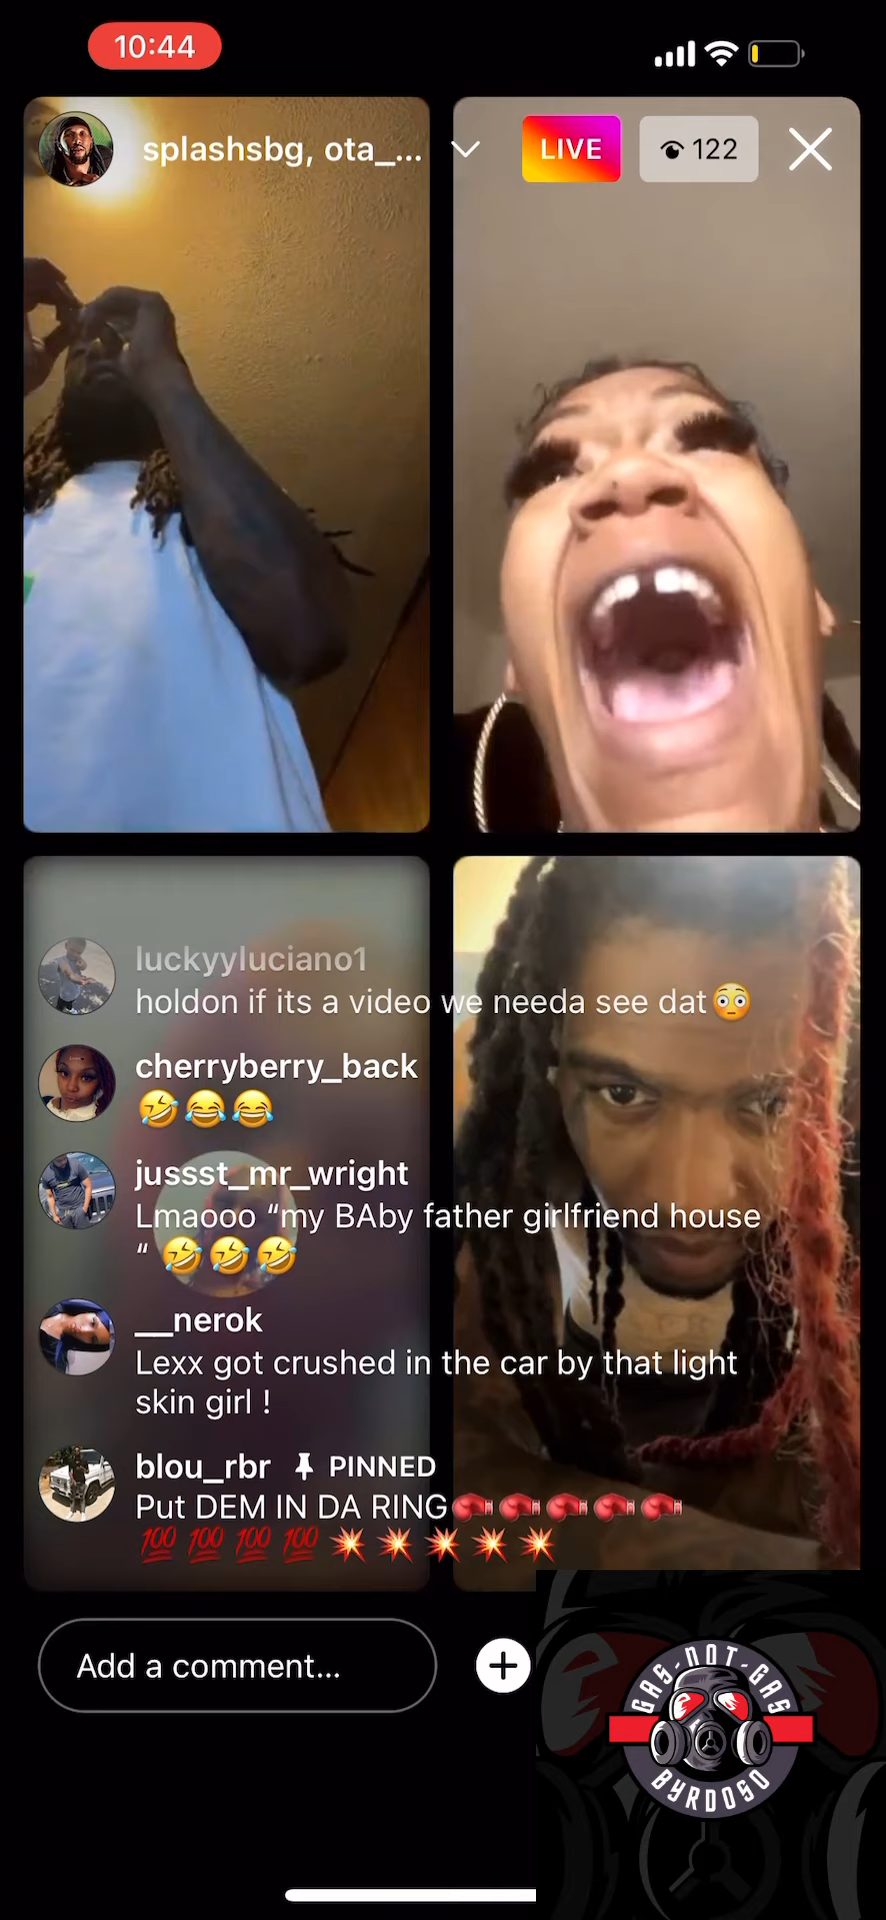 10:44
splashsbg, ota_...
LIVE
122
luckyyluciano1
holdon if its a video we needa see dat😳
cherryberry_back
🤣😂😂
jussst_mr_wright
Lmaooo “my BAby father girlfriend house
“ 🤣🤣🤣
__nerok
Lexx got crushed in the car by that light
skin girl !
blou_rbr PINNED
Put DEM IN DA RING🥊🥊🥊🥊🥊
💯💯💯💯💥💥💥💥💥
Add a comment...
GAS-NOT-GAS
BYRDOSO